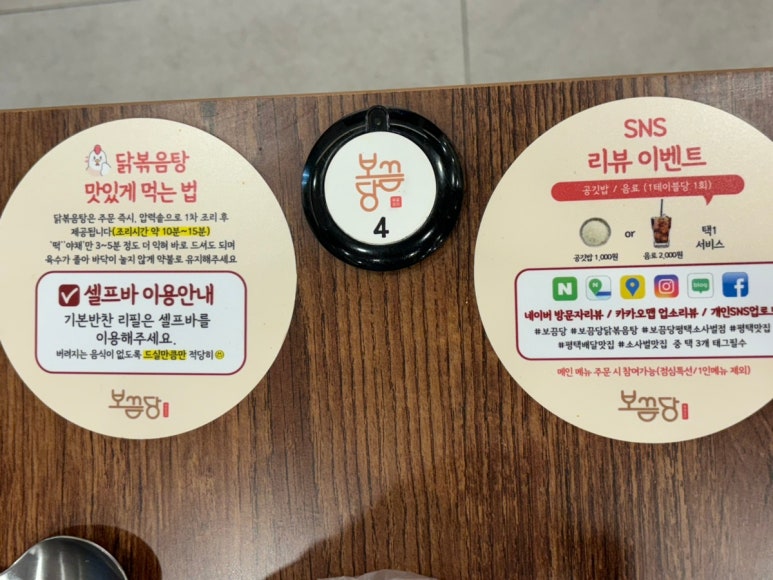 닭볶음탕
맛있게 먹는 법
닭볶음탕은 주문 즉시, 압력솥으로 1차 조리 후
제공됩니다(조리시간 약 10분~15분)
"떡""야채"만 3~5분 정도 더 익혀 바로 드셔도 되며
육수가 졸아 바닥이 눌지 않게 약불로 유지해주세요
셀프바 이용안내
기본반찬 리필은 셀프바를
이용해주세요.
버려지는 음식이 없도록 드실만큼만 적당히
보끔당
보끔당
4
SNS
리뷰 이벤트
공깃밥 / 음료 (1테이블당 1회)
or
택1
서비스
공깃밥 1,000원
음료 2,000원
N
blog
f
네이버 방문자리뷰 / 카카오맵 업소리뷰 / 개인SNS업로드
#보끔당 #보끔당닭볶음탕 #보끔당평택소사벌점 #평택맛집
#평택배달맛집 #소사벌맛집 중 택 3개 태그필수
메인 메뉴 주문 시 참여가능(점심특선/1인메뉴 제외)
보끔당